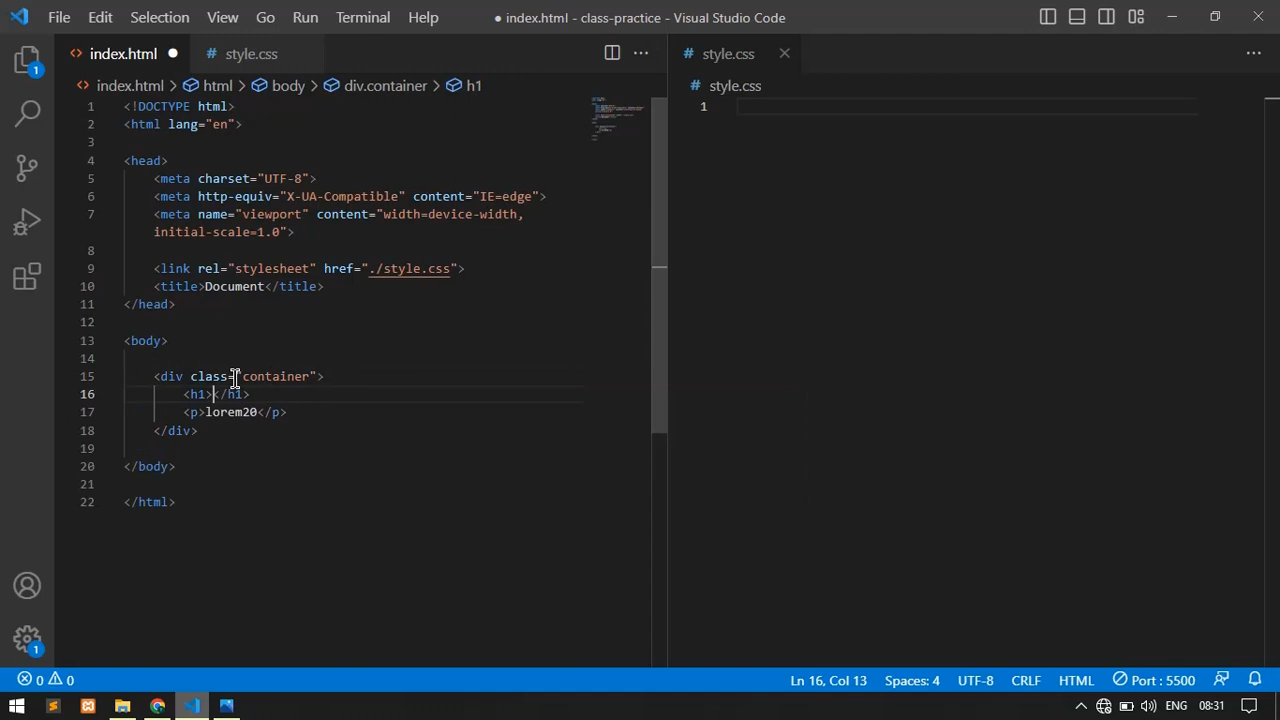 File Edit Selection View Go Run Terminal Help ● index.html - class-practice - Visual Studio Code
index.html ● # style.css # style.css
index.html > html > body > div.container > h1 # style.css
1 <!DOCTYPE html>
2 <html lang="en">
3
4 <head>
5 <meta charset="UTF-8">
6 <meta http-equiv="X-UA-Compatible" content="IE=edge">
7 <meta name="viewport" content="width=device-width,
initial-scale=1.0">
8
9 <link rel="stylesheet" href="./style.css">
10 <title>Document</title>
11 </head>
12
13 <body>
14
15 <div class="container">
16 <h1></h1>
17 <p>lorem20</p>
18 </div>
19
20 </body>
21
22 </html>
1
1
1
0 0 Ln 16, Col 13 Spaces: 4 UTF-8 CRLF HTML Port : 5500
ENG 08:31